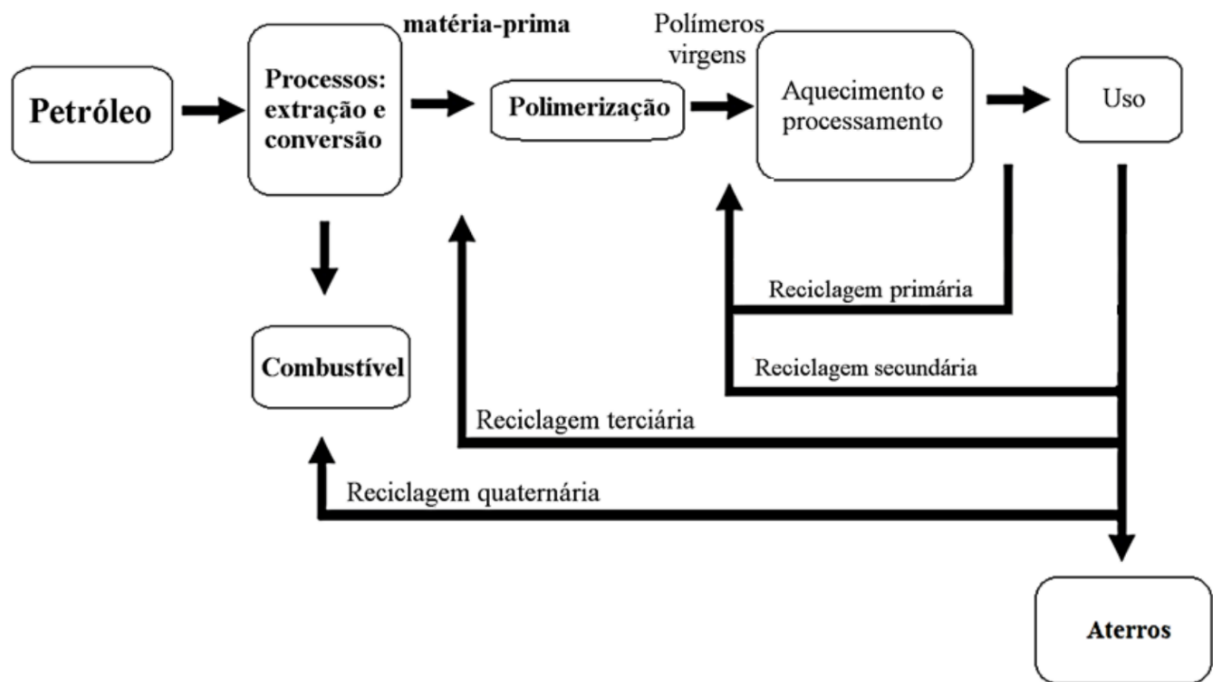 matéria-prima
Polímeros
virgens
Petróleo
Processos:
extração e
conversão
Polimerização
Aquecimento e
processamento
Uso
Reciclagem primária
Combustível
Reciclagem secundária
Reciclagem terciária
Reciclagem quaternária
Aterros